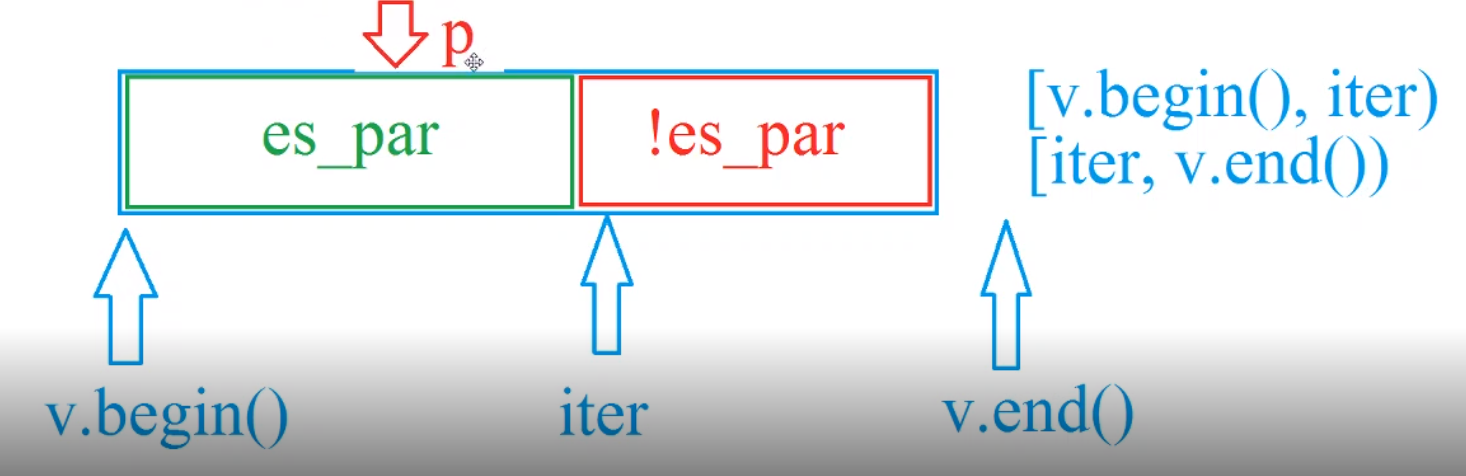 p
es_par
!es_par
[v.begin(), iter)
[iter, v.end())
v.begin()
iter
v.end()